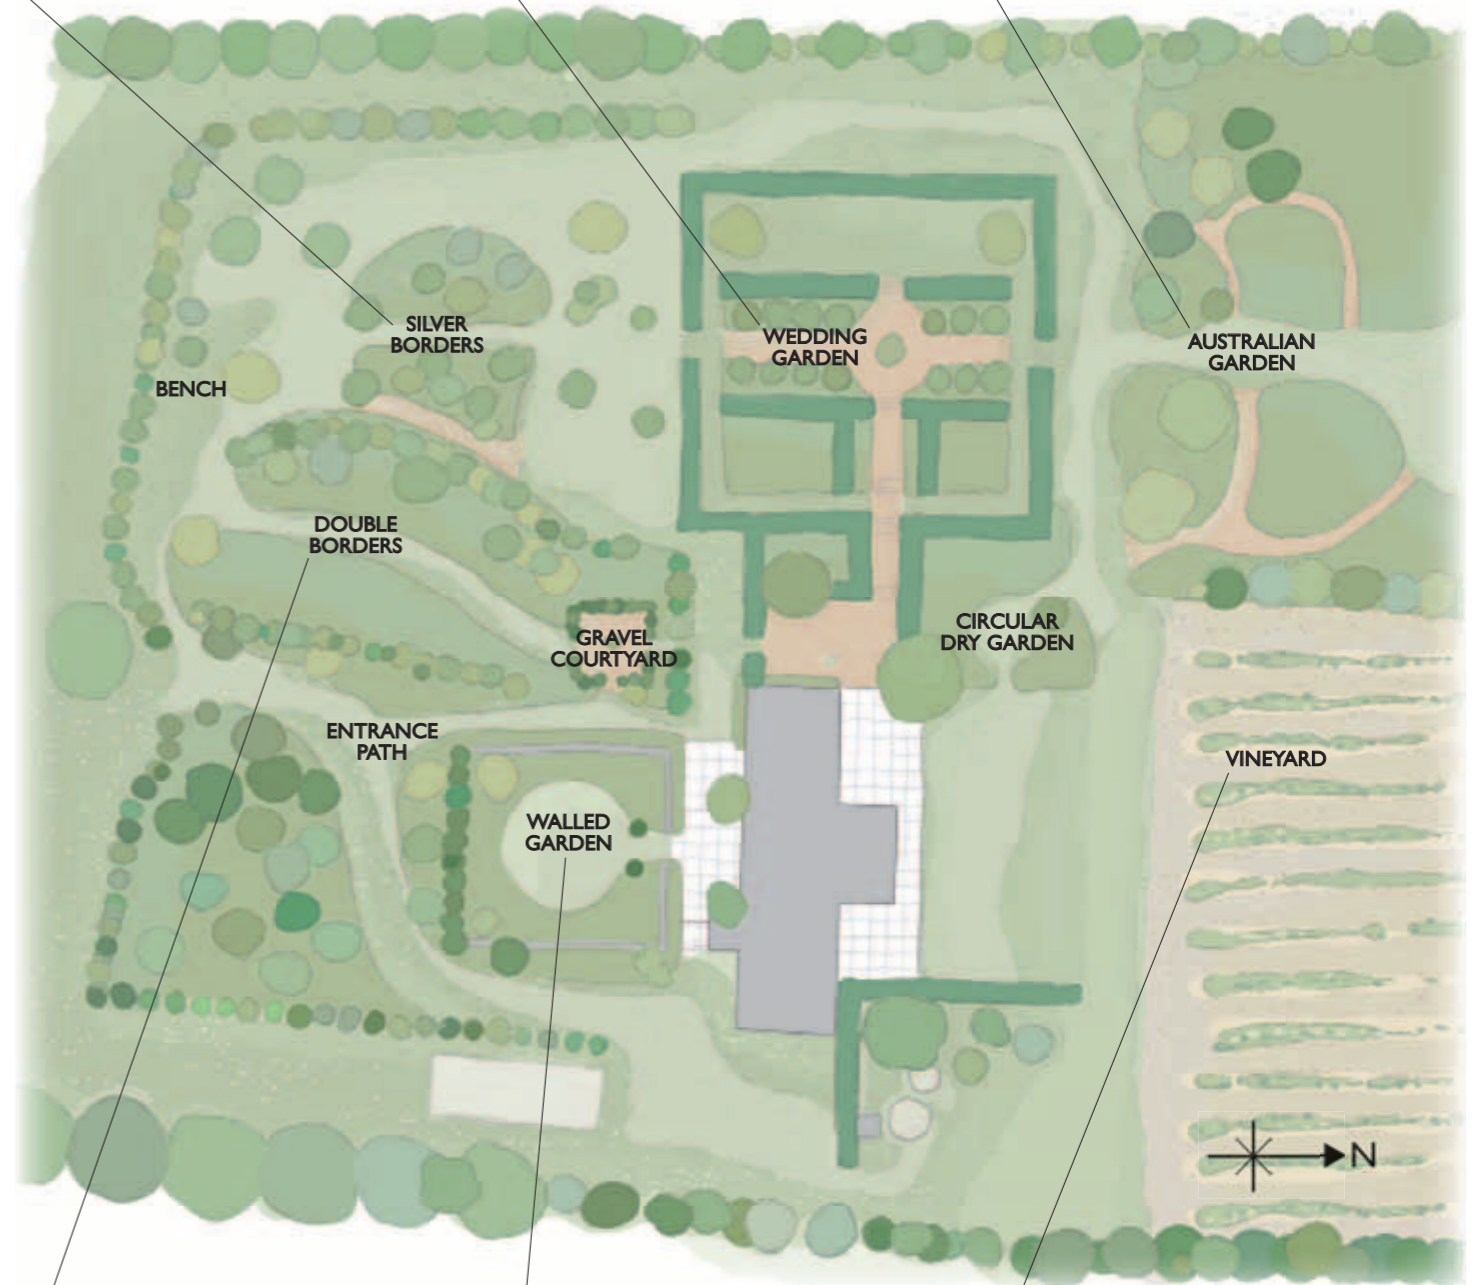 SILVER
BORDERS
WEDDING
GARDEN
AUSTRALIAN
GARDEN
BENCH
DOUBLE
BORDERS
GRAVEL
COURTYARD
CIRCULAR
DRY GARDEN
ENTRANCE
PATH
VINEYARD
WALLED
GARDEN
N